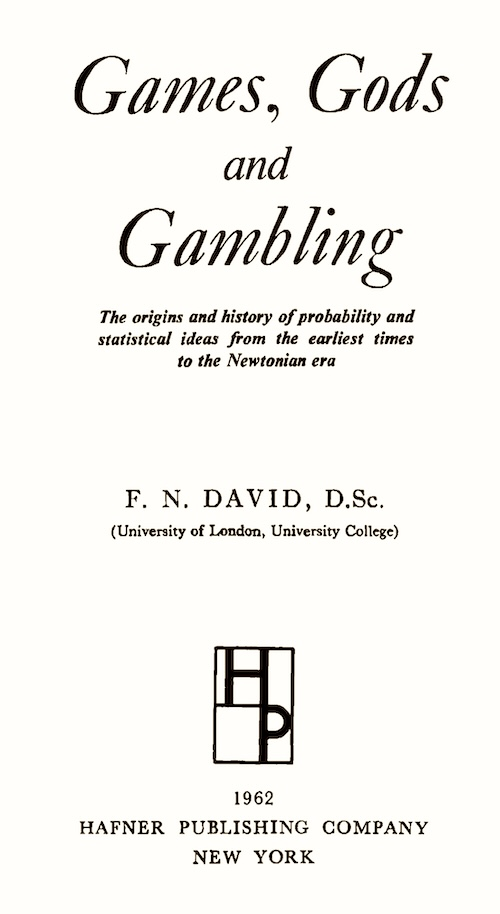 Games, Gods
and
Gambling
The origins and history of probability and
statistical ideas from the earliest times
to the Newtonian era
F. N. DAVID, D.Sc.
(University of London, University College)
H
P
1962
HAFNER PUBLISHING COMPANY
NEW YORK